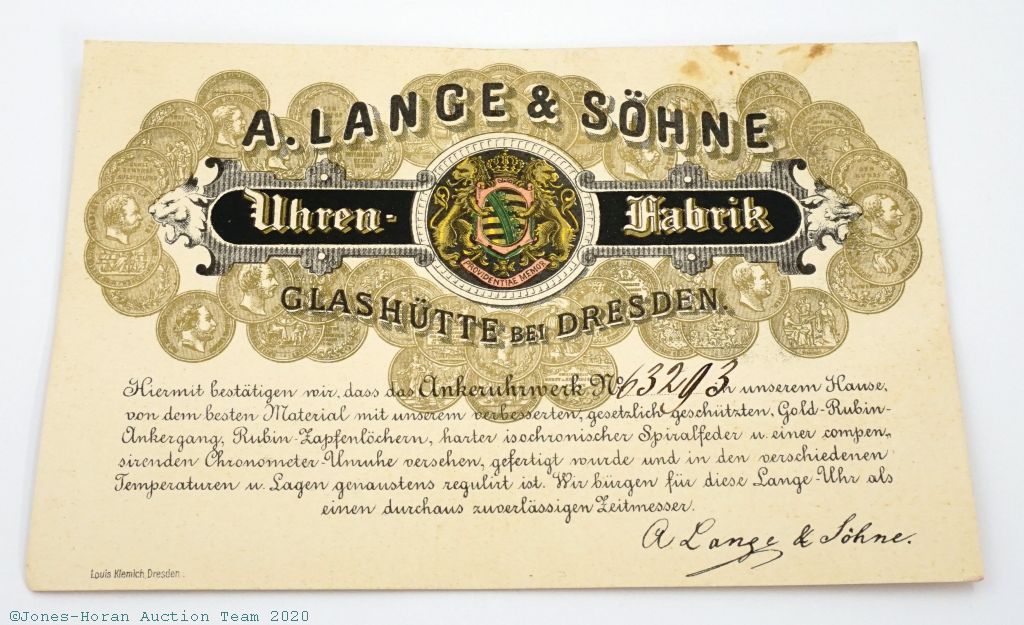 A. LANGE & SÖHNE
Uhren- Fabrik
PROVIDENTIAE MEMOR
GLASHÜTTE BEI DRESDEN.
Hiermit bestätigen wir, dass das Ankeruhrwerk No 63203 in unserem Hause,
von dem besten Material mit unserem verbesserten, gesetzlich geschützten, Gold-Rubin-
Ankergang, Rubin-Zapfenlöchern, harter isochronischer Spiralfeder u. einer compen„
sirenden Chronometer-Unruhe versehen, gefertigt wurde und in den verschiedenen
Temperaturen u. Lagen genaustens regulirt ist. Wir bürgen für diese Lange-Uhr als
einen durchaus zuverlässigen Zeitmesser.
A Lange & Söhne.
Louis Klemich, Dresden.
©Jones-Horan Auction Team 2020